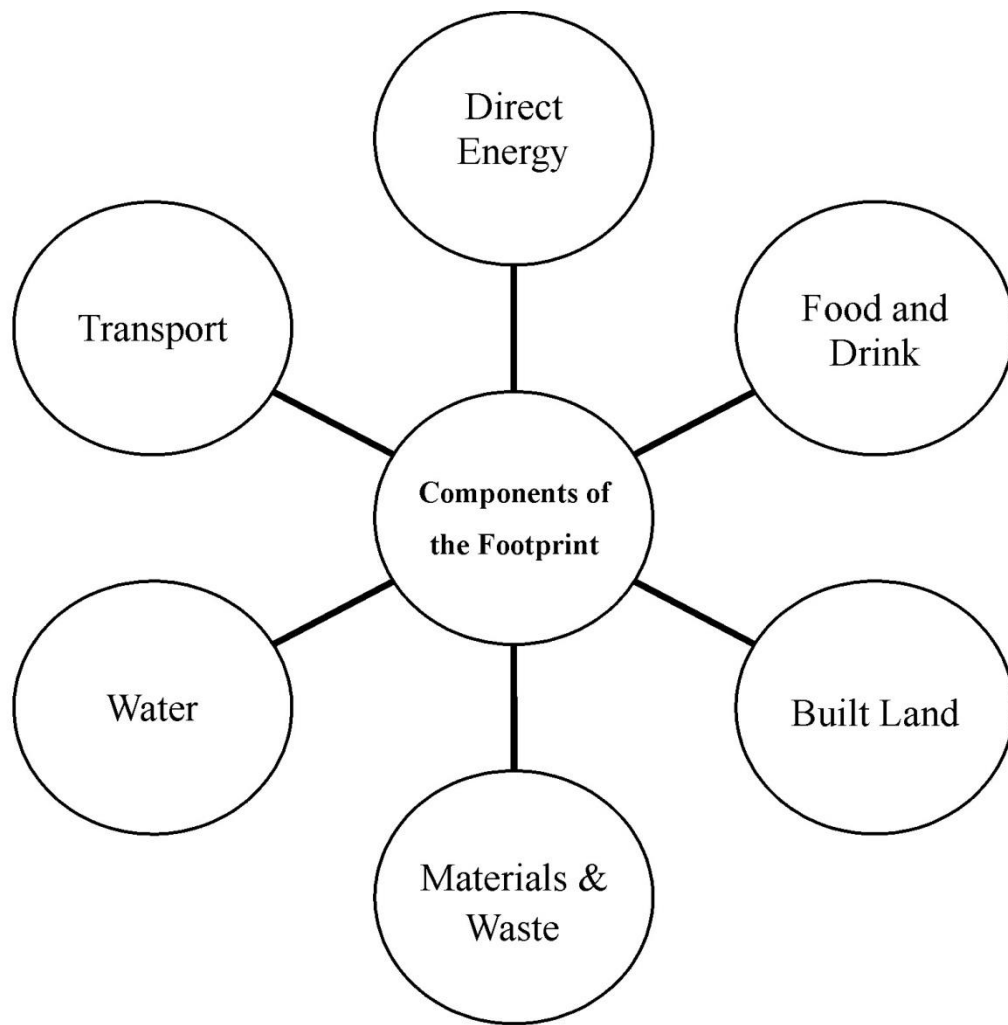 Direct
Energy
Transport
Food and
Drink
Components of
the Footprint
Water
Built Land
Materials &
Waste